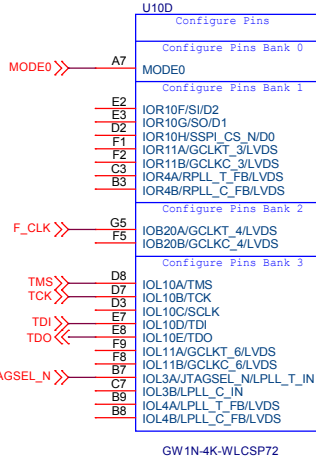 U10D
Configure Pins
Configure Pins Bank 0
MODE0 A7 MODE0
Configure Pins Bank 1
E2 IOR10F/SI/D2
E3 IOR10G/SO/D1
D2 IOR10H/SSPI_CS_N/D0
F1 IOR11A/GCLKT_3/LVDS
F2 IOR11B/GCLKC_3/LVDS
C3 IOR4A/RPLL_T_FB/LVDS
B3 IOR4B/RPLL_C_FB/LVDS
Configure Pins Bank 2
F_CLK G5 IOB20A/GCLKT_4/LVDS
F5 IOB20B/GCLKC_4/LVDS
Configure Pins Bank 3
TMS D8 IOL10A/TMS
TCK D7 IOL10B/TCK
D3 IOL10C/SCLK
TDI E7 IOL10D/TDI
TDO E8 IOL10E/TDO
F9 IOL11A/GCLKT_6/LVDS
F8 IOL11B/GCLKC_6/LVDS
AGSEL_N B7 IOL3A/JTAGSEL_N/LPLL_T_IN
C7 IOL3B/LPLL_C_IN
B9 IOL4A/LPLL_T_FB/LVDS
B8 IOL4B/LPLL_C_FB/LVDS
GW1N-4K-WLCSP72